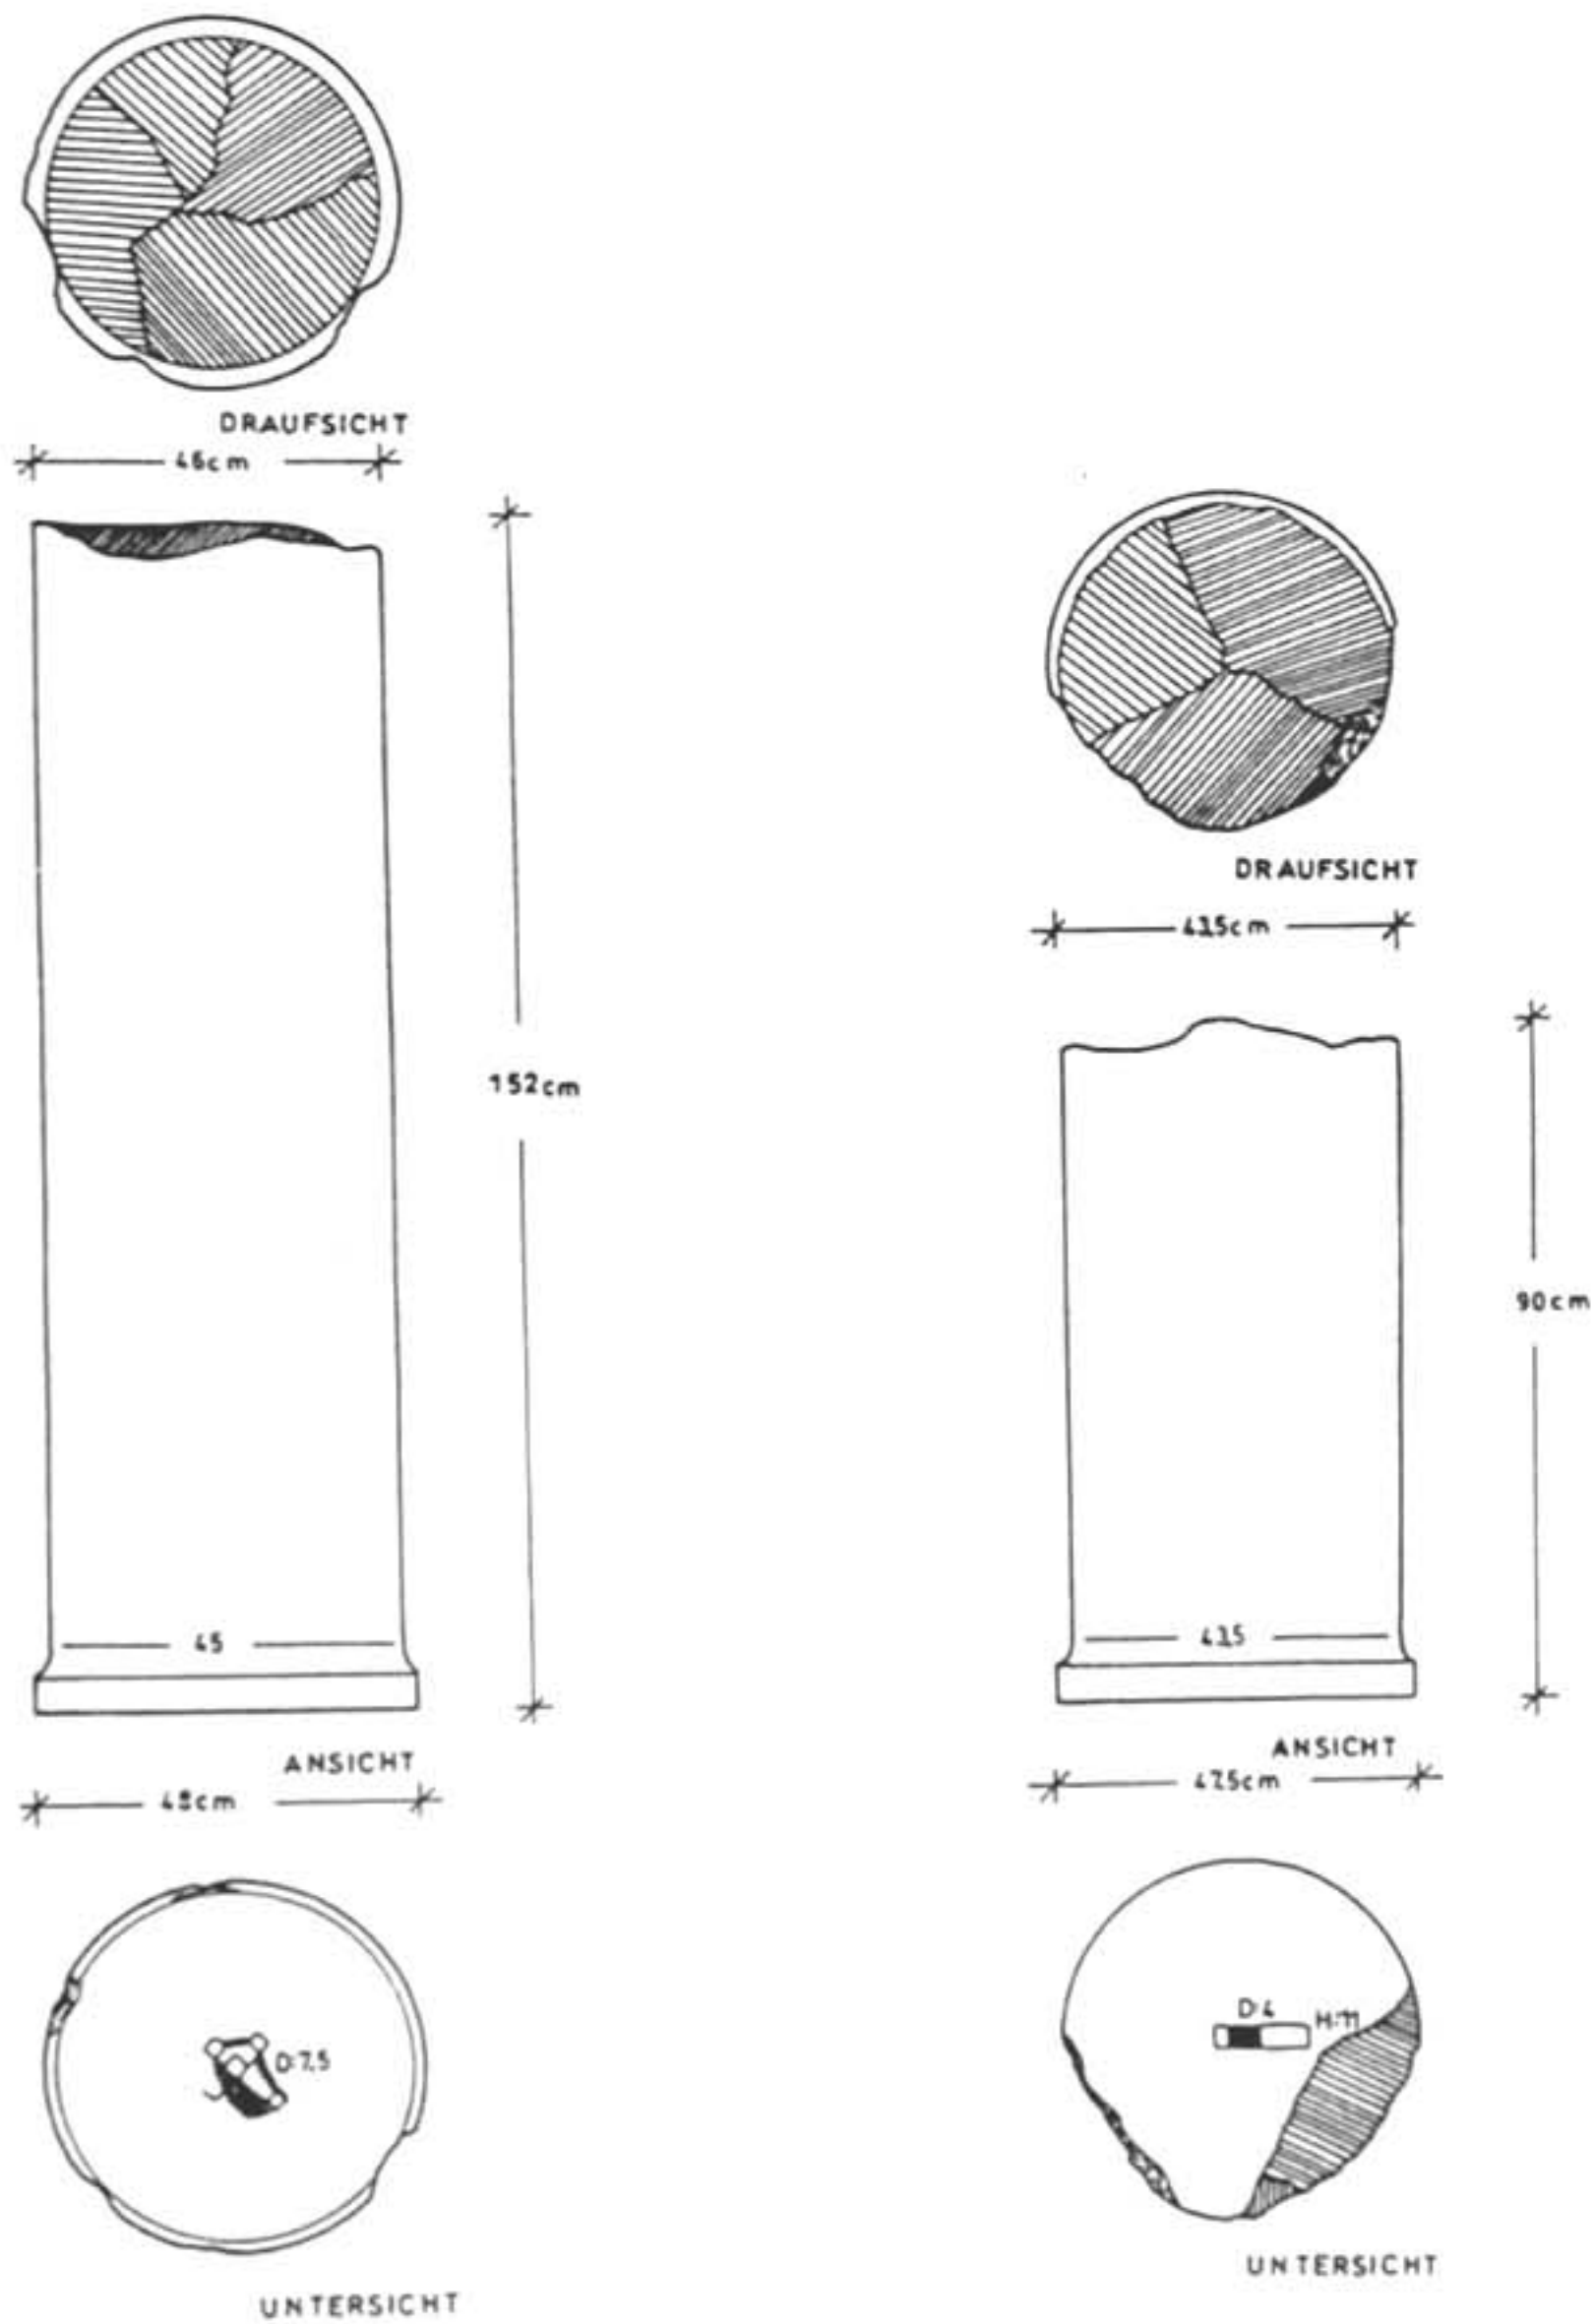 DRAUFSICHT
46cm
152cm
45
ANSICHT
48cm
D:7,5
UNTERSICHT
DRAUFSICHT
43.5cm
90cm
43.5
ANSICHT
47.5cm
D:4
H:11
UNTERSICHT